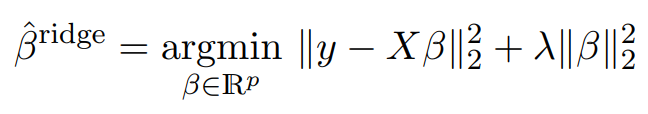 β̂^ridge = argmin_{β∈ℝ^p} ‖y − Xβ‖₂² + λ‖β‖₂²